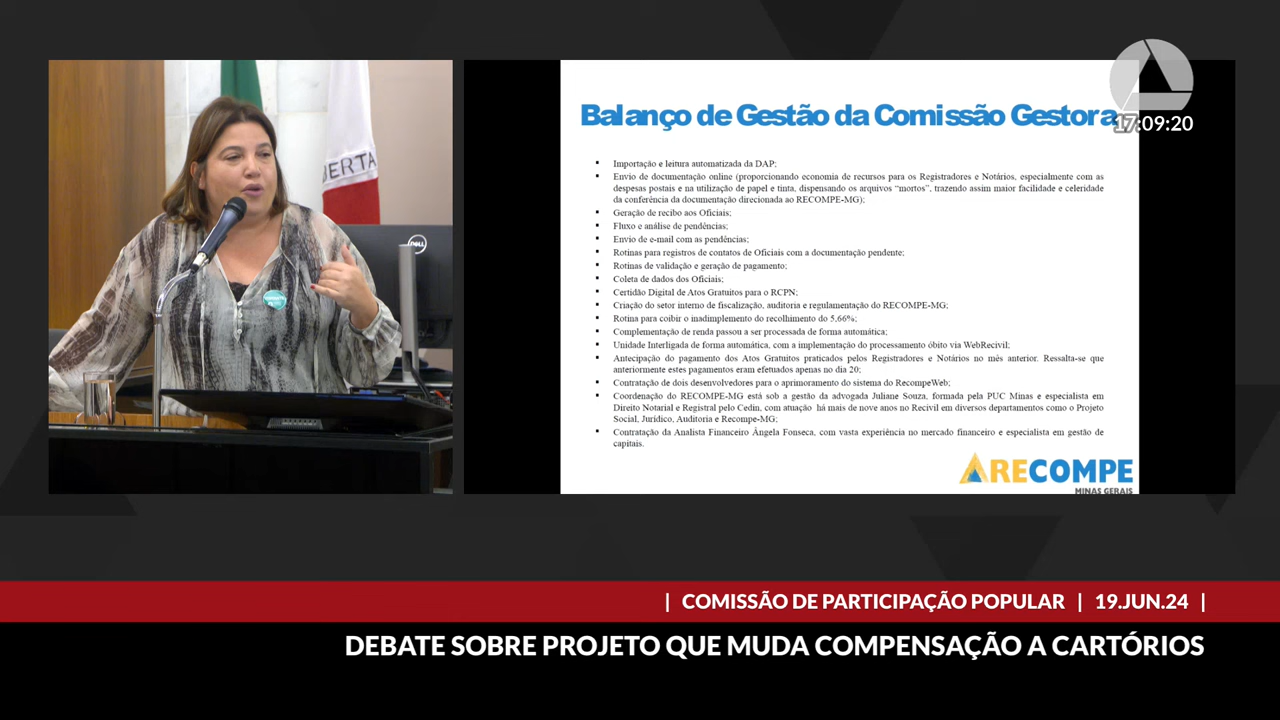 BERTA
DELL
Balanço de Gestão da Comissão Gestora
17:09:20
▪ Importação e leitura automatizada da DAP;
▪ Envio de documentação online (proporcionando economia de recursos para os Registradores e Notários, especialmente com as
despesas postais e na utilização de papel e tinta, dispensando os arquivos “mortos”, trazendo assim maior facilidade e celeridade
da conferência da documentação direcionada ao RECOMPE-MG);
▪ Geração de recibo aos Oficiais;
▪ Fluxo e análise de pendências;
▪ Envio de e-mail com as pendências;
▪ Rotinas para registros de contatos de Oficiais com a documentação pendente;
▪ Rotinas de validação e geração de pagamento;
▪ Coleta de dados dos Oficiais;
▪ Certidão Digital de Atos Gratuitos para o RCPN;
▪ Criação do setor interno de fiscalização, auditoria e regulamentação do RECOMPE-MG;
▪ Rotina para coibir o inadimplemento do recolhimento do 5,66%;
▪ Complementação de renda passou a ser processada de forma automática;
▪ Unidade Interligada de forma automática, com a implementação do processamento óbito via WebRecivil;
▪ Antecipação do pagamento dos Atos Gratuitos praticados pelos Registradores e Notários no mês anterior. Ressalta-se que
anteriormente estes pagamentos eram efetuados apenas no dia 20;
▪ Contratação de dois desenvolvedores para o aprimoramento do sistema do RecompeWeb;
▪ Coordenação do RECOMPE-MG está sob a gestão da advogada Juliane Souza, formada pela PUC Minas e especialista em
Direito Notarial e Registral pelo Cedin, com atuação há mais de nove anos no Recivil em diversos departamentos como o Projeto
Social, Jurídico, Auditoria e Recompe-MG;
▪ Contratação da Analista Financeiro Ângela Fonseca, com vasta experiência no mercado financeiro e especialista em gestão de
capitais.
RECOMPE
MINAS GERAIS
| COMISSÃO DE PARTICIPAÇÃO POPULAR | 19.JUN.24 |
DEBATE SOBRE PROJETO QUE MUDA COMPENSAÇÃO A CARTÓRIOS